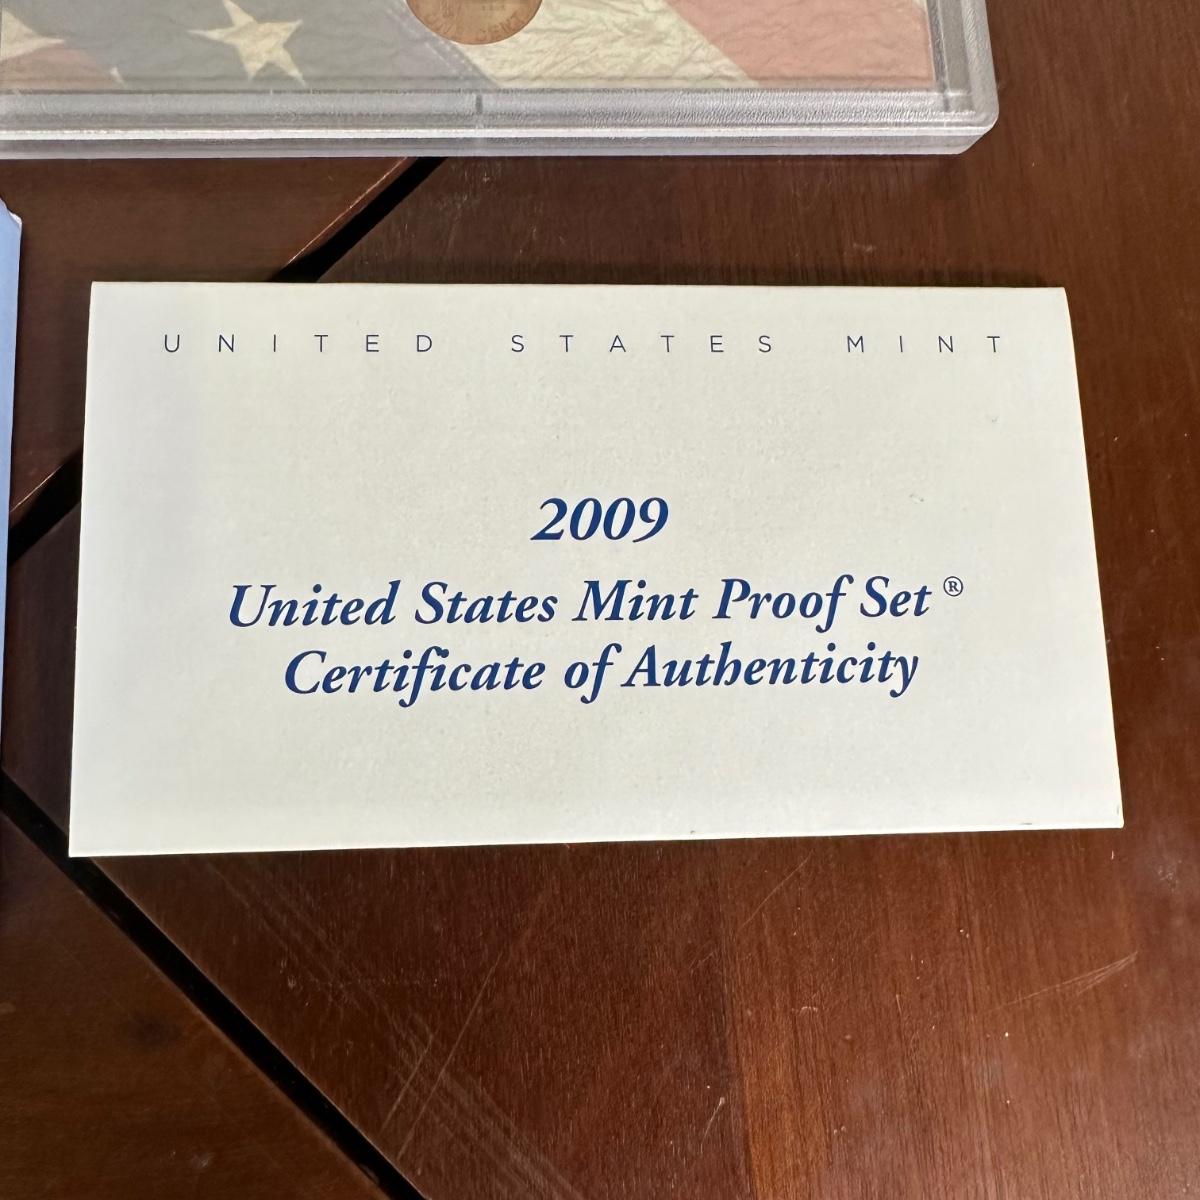 UNITED STATES MINT
2009
United States Mint Proof Set®
Certificate of Authenticity